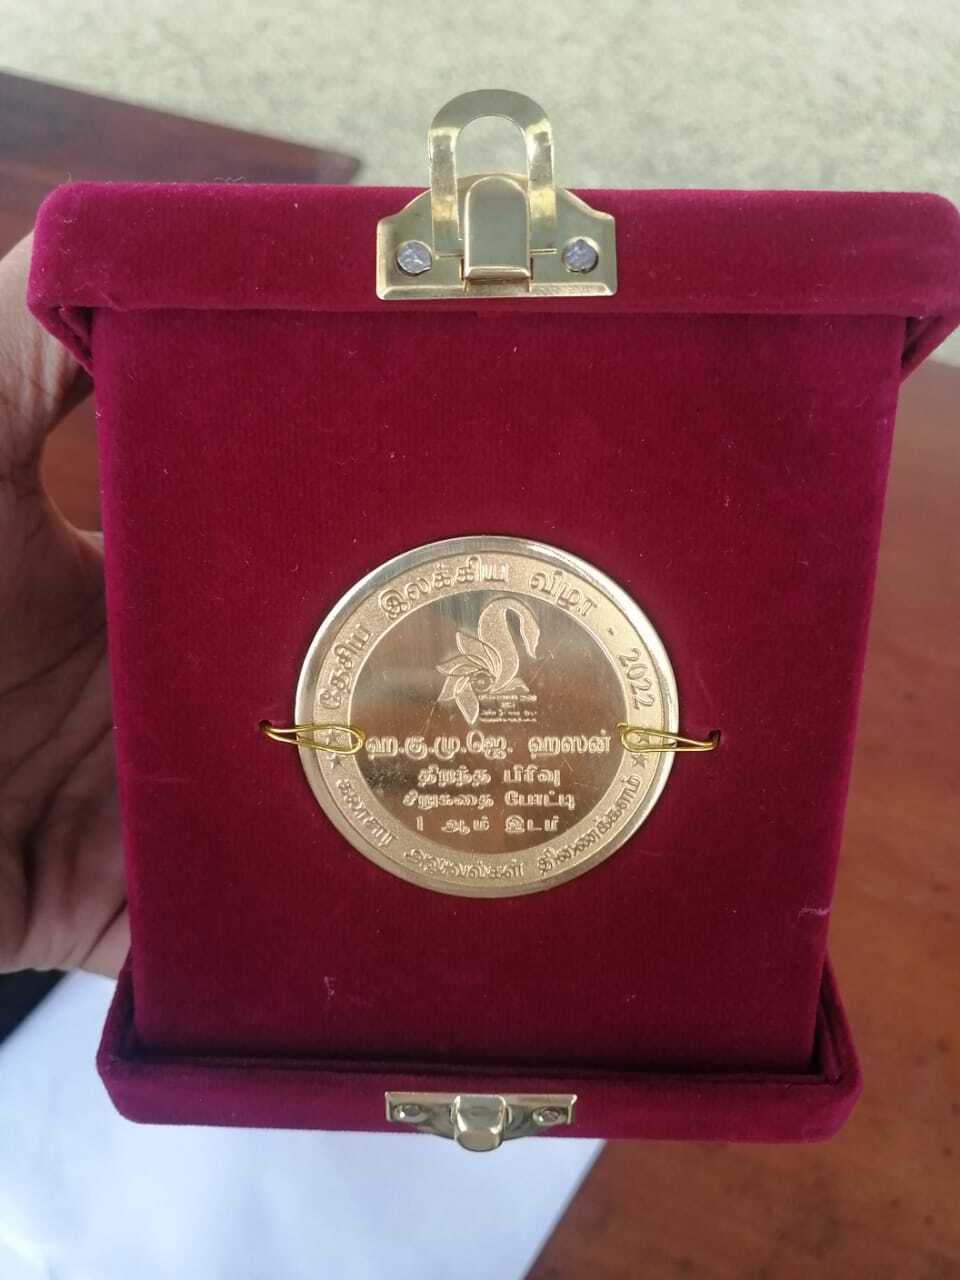 தேசிய இலக்கிய விழா - 2022
ஹ.கு.மு.ஜெ. ஹஸன்
திறந்த பிரிவு
சிறுகதை போட்டி
1 ஆம் இடம்
கலாசார அலுவல்கள் திணைக்களம்